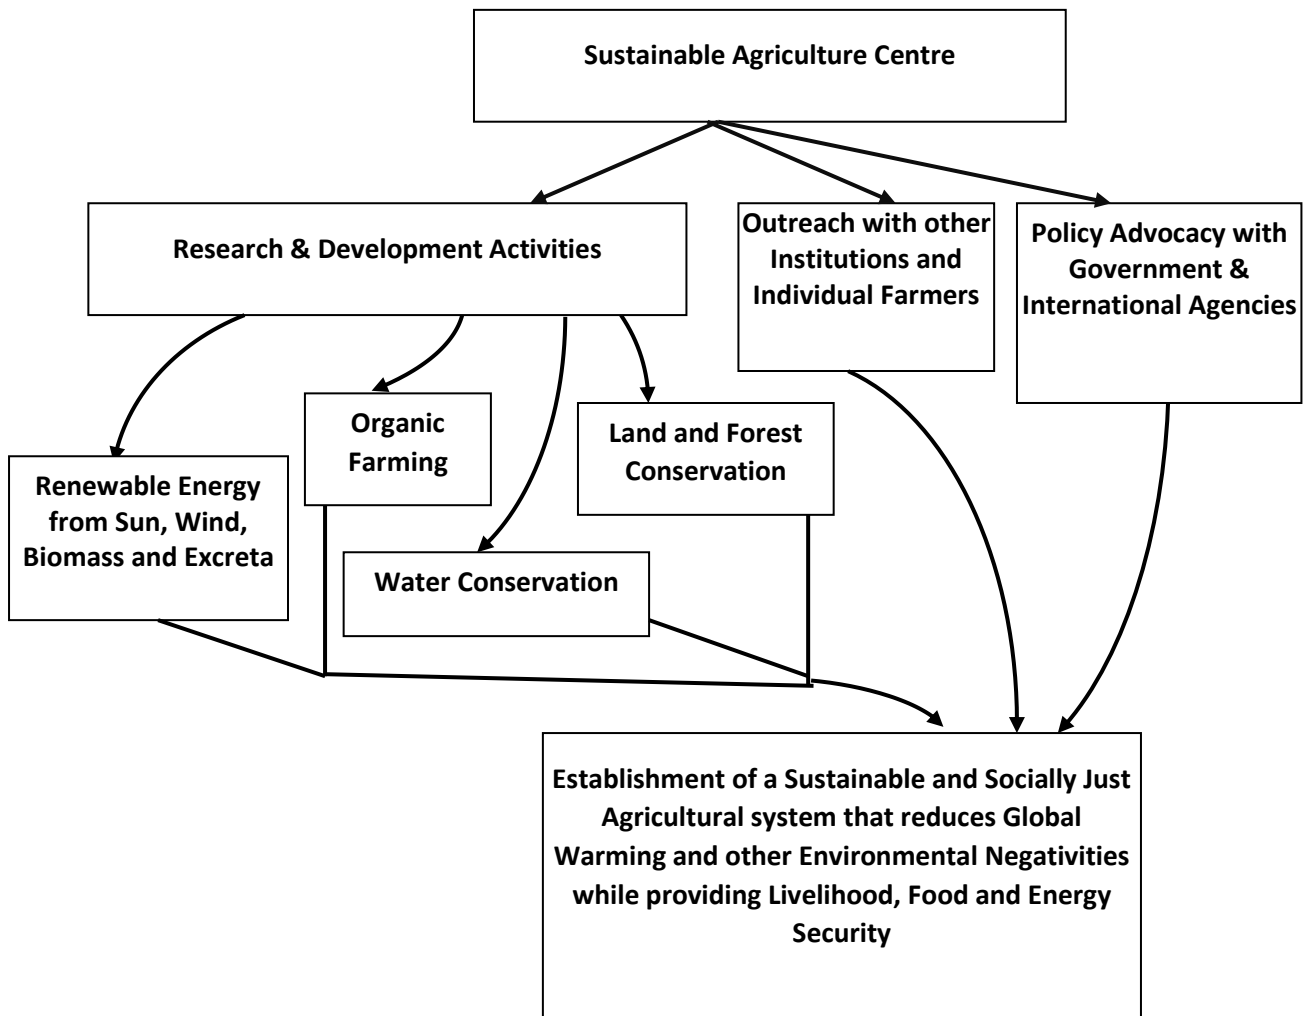 Sustainable Agriculture Centre
Research & Development Activities
Outreach with other
Institutions and
Individual Farmers
Policy Advocacy with
Government &
International Agencies
Renewable Energy
from Sun, Wind,
Biomass and Excreta
Organic
Farming
Water Conservation
Land and Forest
Conservation
Establishment of a Sustainable and Socially Just
Agricultural system that reduces Global
Warming and other Environmental Negativities
while providing Livelihood, Food and Energy
Security